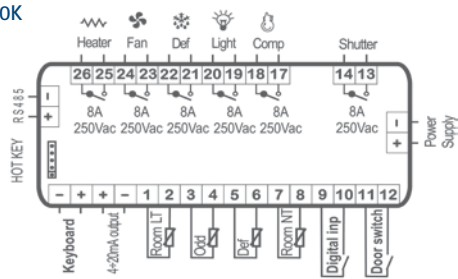 OK
Heater Fan Def Light Comp Shutter
26 25 24 23 22 21 20 19 18 17 14 13
8A 8A 8A 8A 8A 8A
250Vac 250Vac 250Vac 250Vac 250Vac 250Vac
RS485
- +
HOT KEY
- +
Power Supply
- + + - 1 2 3 4 5 6 7 8 9 10 11 12
Keyboard
4÷20mA output
Room LT
Odd
Def
Room NT
Digital inp
Door switch